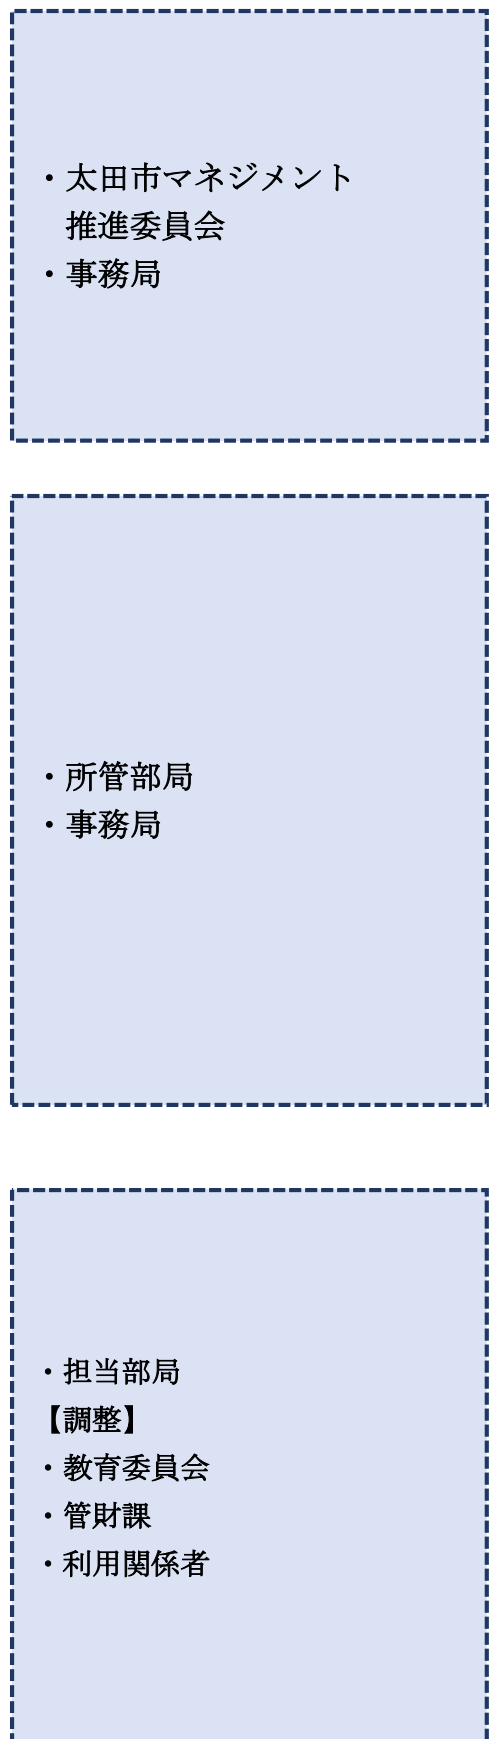 ・太田市マネジメント
推進委員会
・事務局
・所管部局
・事務局
・担当部局
【調整】
・教育委員会
・管財課
・利用関係者